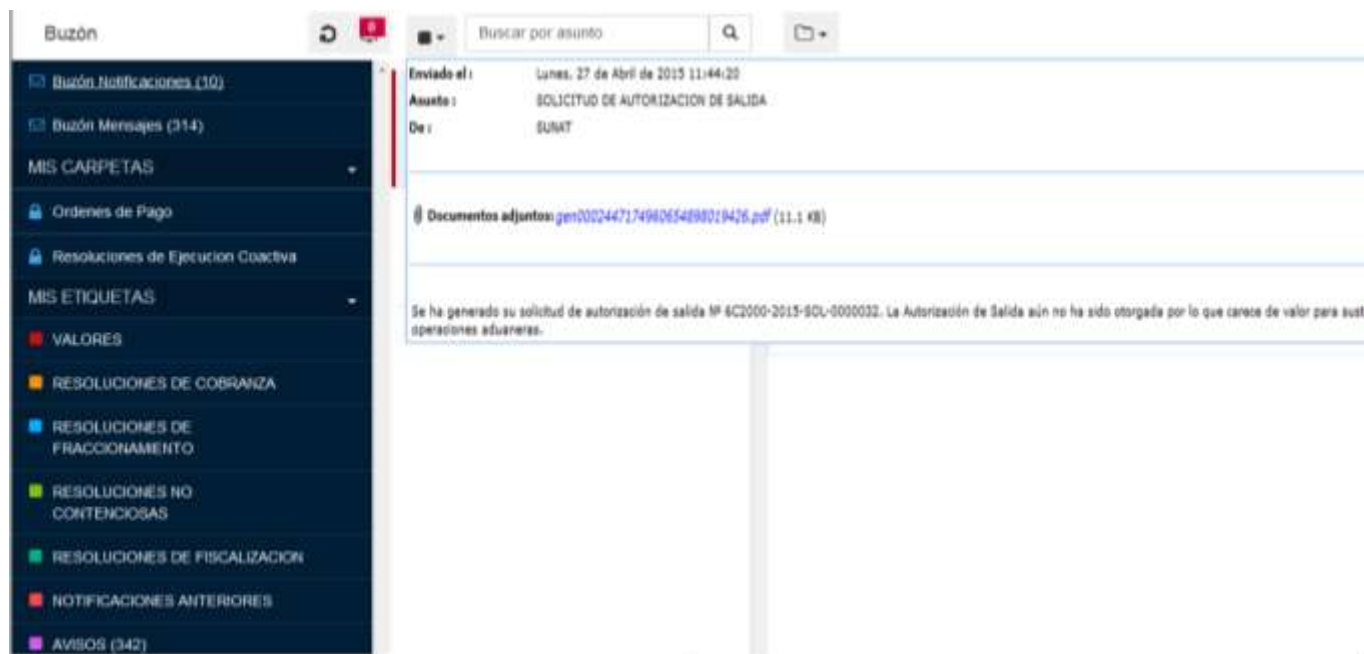 Buzón
Buscar por asunto
Buzón Notificaciones (10)
Buzón Mensajes (314)
MIS CARPETAS
Ordenes de Pago
Resoluciones de Ejecucion Coactiva
MIS ETIQUETAS
VALORES
RESOLUCIONES DE COBRANZA
RESOLUCIONES DE
FRACCIONAMENTO
RESOLUCIONES NO
CONTENCIOSAS
RESOLUCIONES DE FISCALIZACION
NOTIFICACIONES ANTERIORES
AVISOS (342)
Enviado el : Lunes, 27 de Abril de 2015 11:44:20
Asunto : SOLICITUD DE AUTORIZACION DE SALIDA
De : SUNAT
Documentos adjuntos: (11.1 KB)
Se ha generado su solicitud de autorización de salida Nº 6C2000-2015-SOL-0000032. La Autorización de Salida aún no ha sido otorgada por lo que carece de valor para sust
operaciones aduaneras.